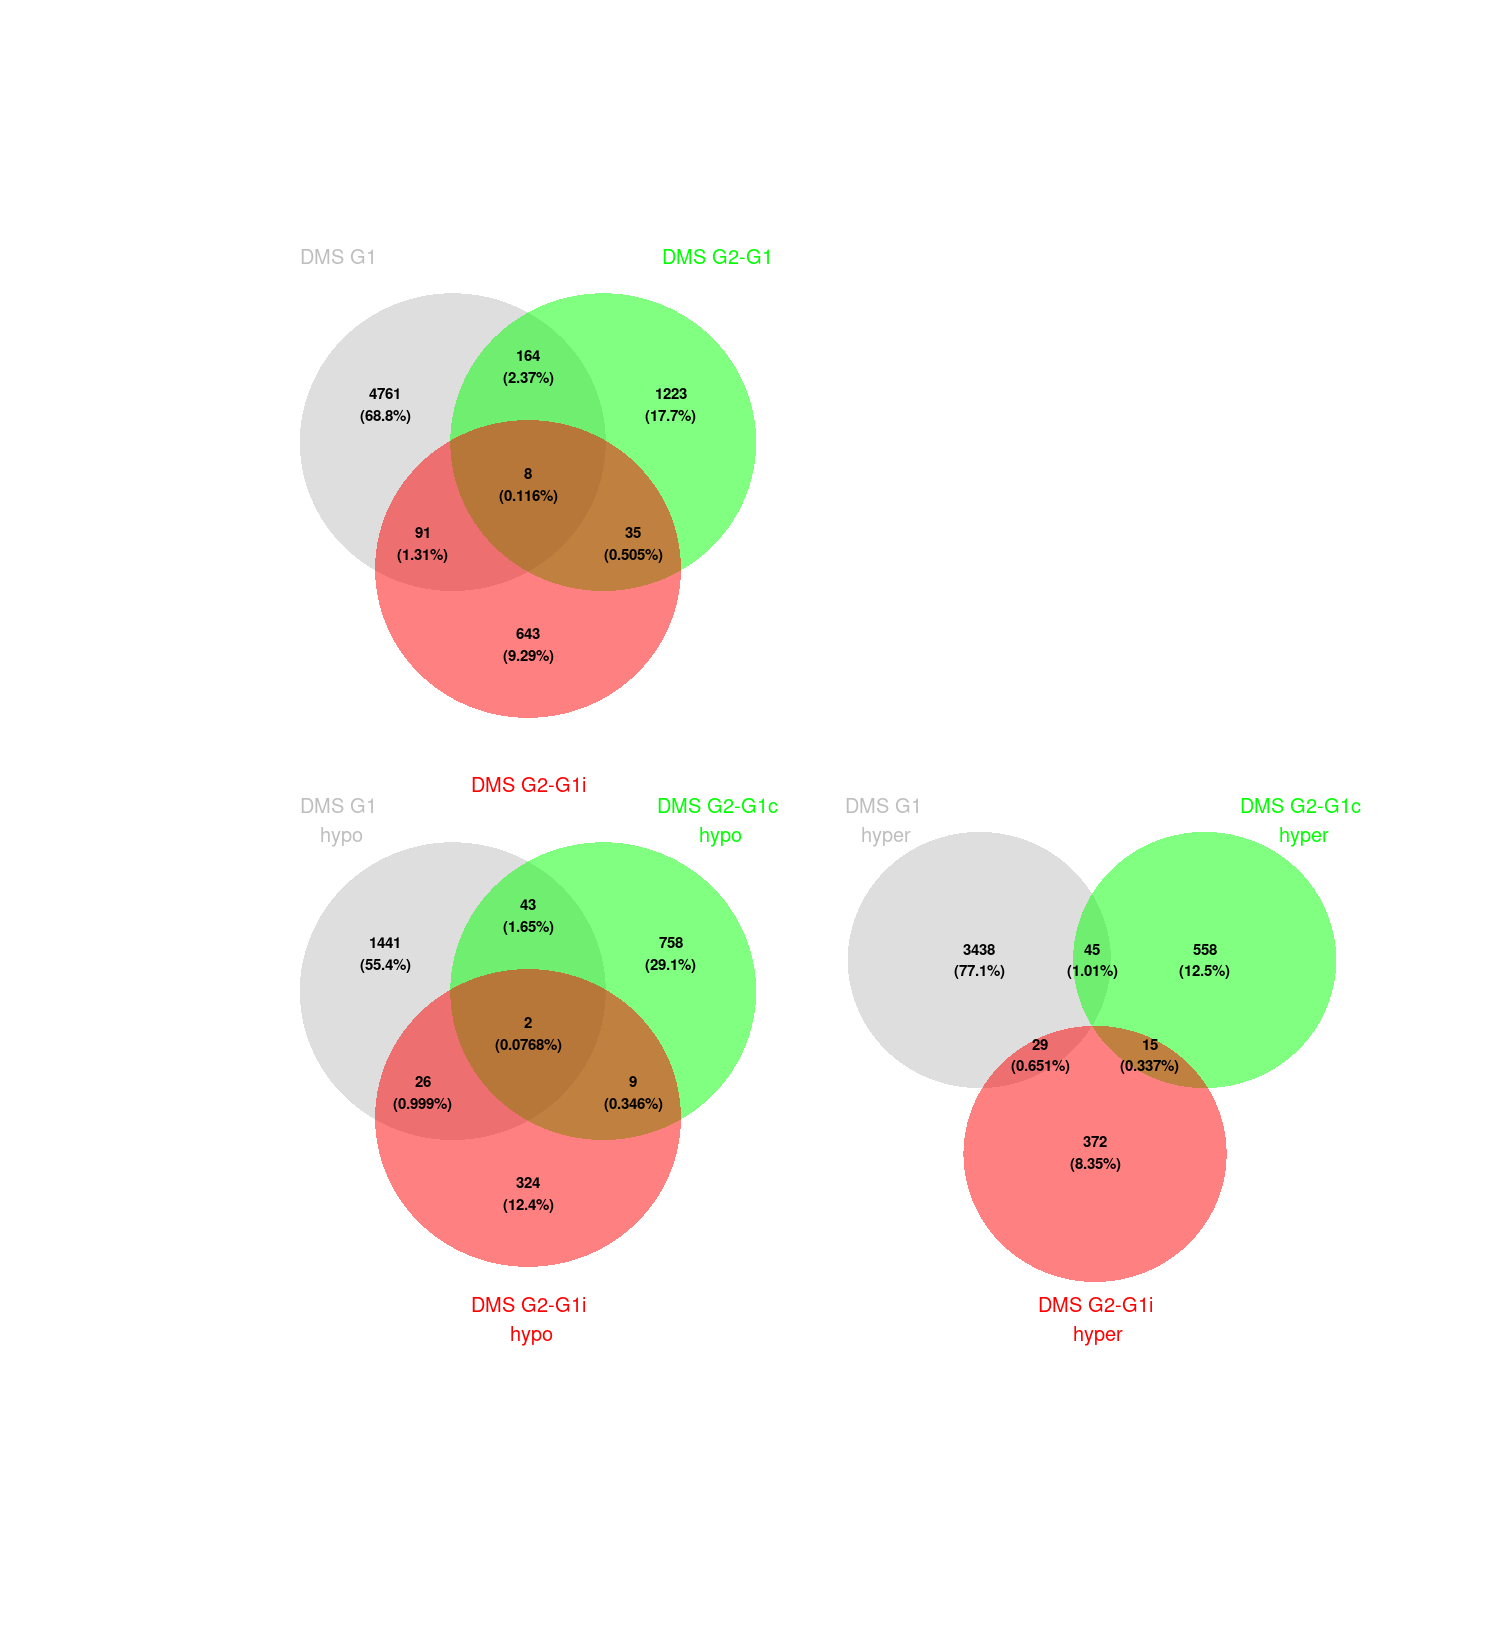 DMS G1
DMS G2-G1
164
(2.37%)
4761
(68.8%)
1223
(17.7%)
8
(0.116%)
91
(1.31%)
35
(0.505%)
643
(9.29%)
DMS G2-G1i
DMS G1
hypo
DMS G2-G1c
hypo
43
(1.65%)
1441
(55.4%)
758
(29.1%)
2
(0.0768%)
26
(0.999%)
9
(0.346%)
324
(12.4%)
DMS G2-G1i
hypo
DMS G1
hyper
DMS G2-G1c
hyper
3438
(77.1%)
45
(1.01%)
558
(12.5%)
29
(0.651%)
15
(0.337%)
372
(8.35%)
DMS G2-G1i
hyper